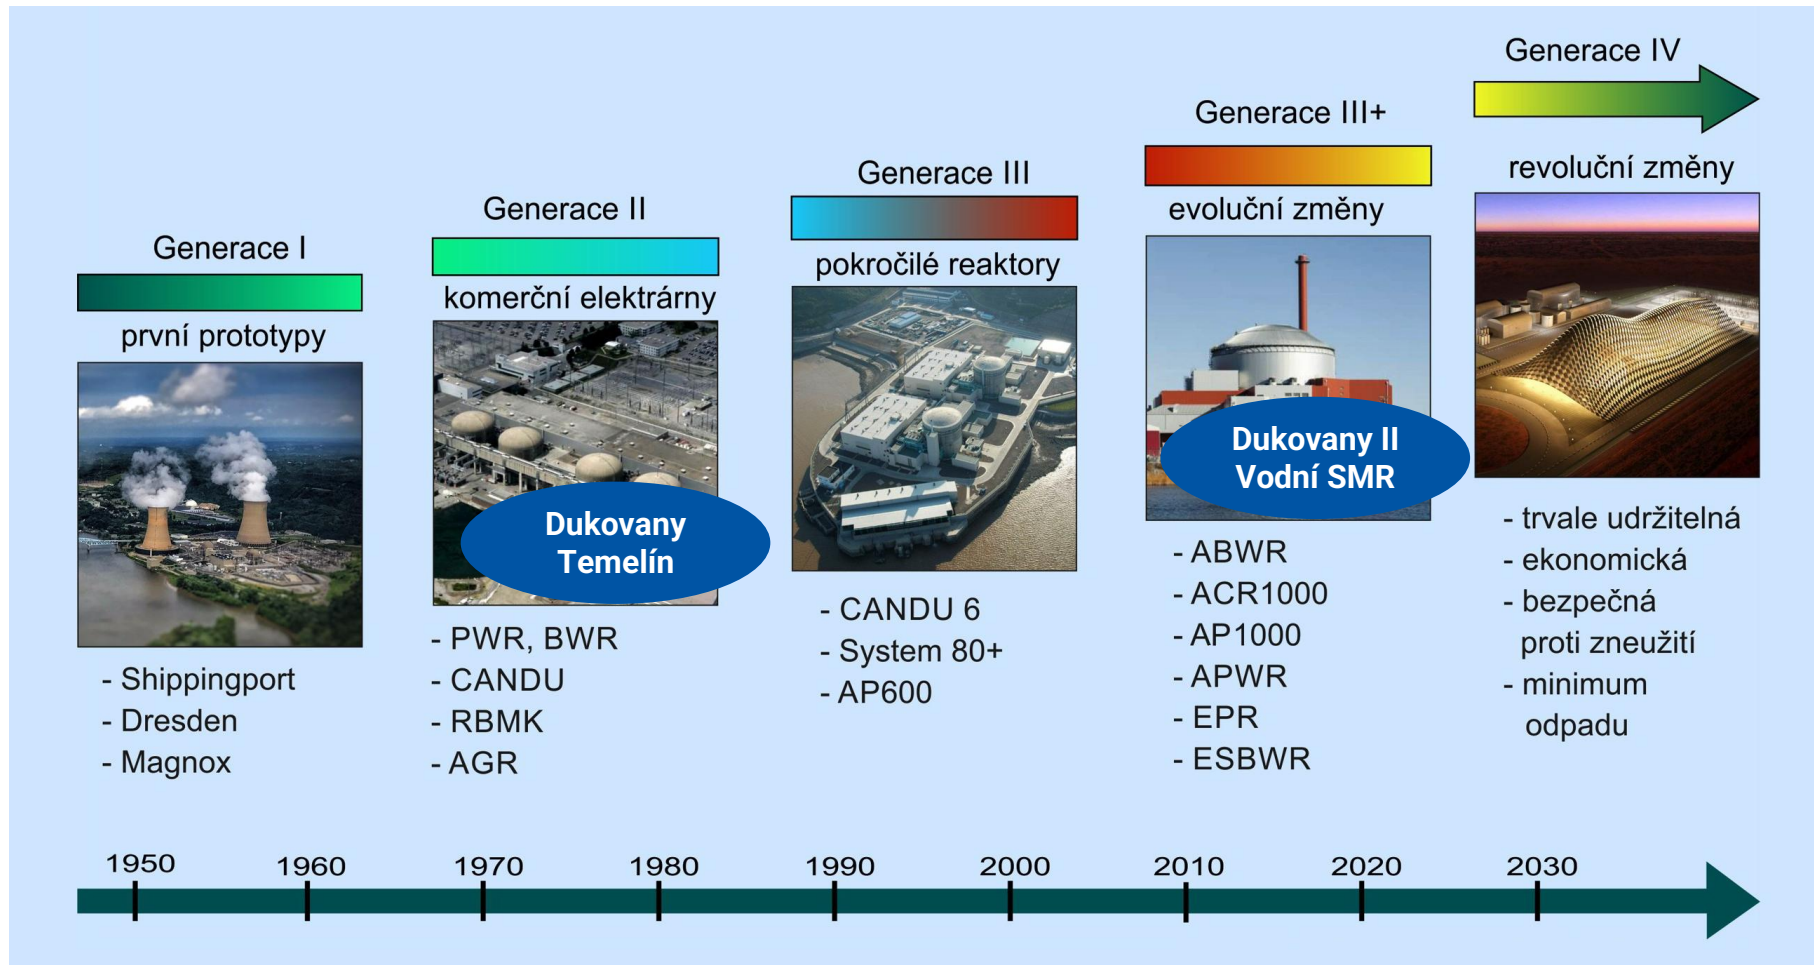 Generace I
první prototypy
- Shippingport
- Dresden
- Magnox
Generace II
komerční elektrárny
Dukovany
Temelín
- PWR, BWR
- CANDU
- RBMK
- AGR
Generace III
pokročilé reaktory
- CANDU 6
- System 80+
- AP600
Generace III+
evoluční změny
Dukovany II
Vodní SMR
- ABWR
- ACR1000
- AP1000
- APWR
- EPR
- ESBWR
Generace IV
revoluční změny
- trvale udržitelná
- ekonomická
- bezpečná
proti zneužití
- minimum
odpadu
1950 1960 1970 1980 1990 2000 2010 2020 2030